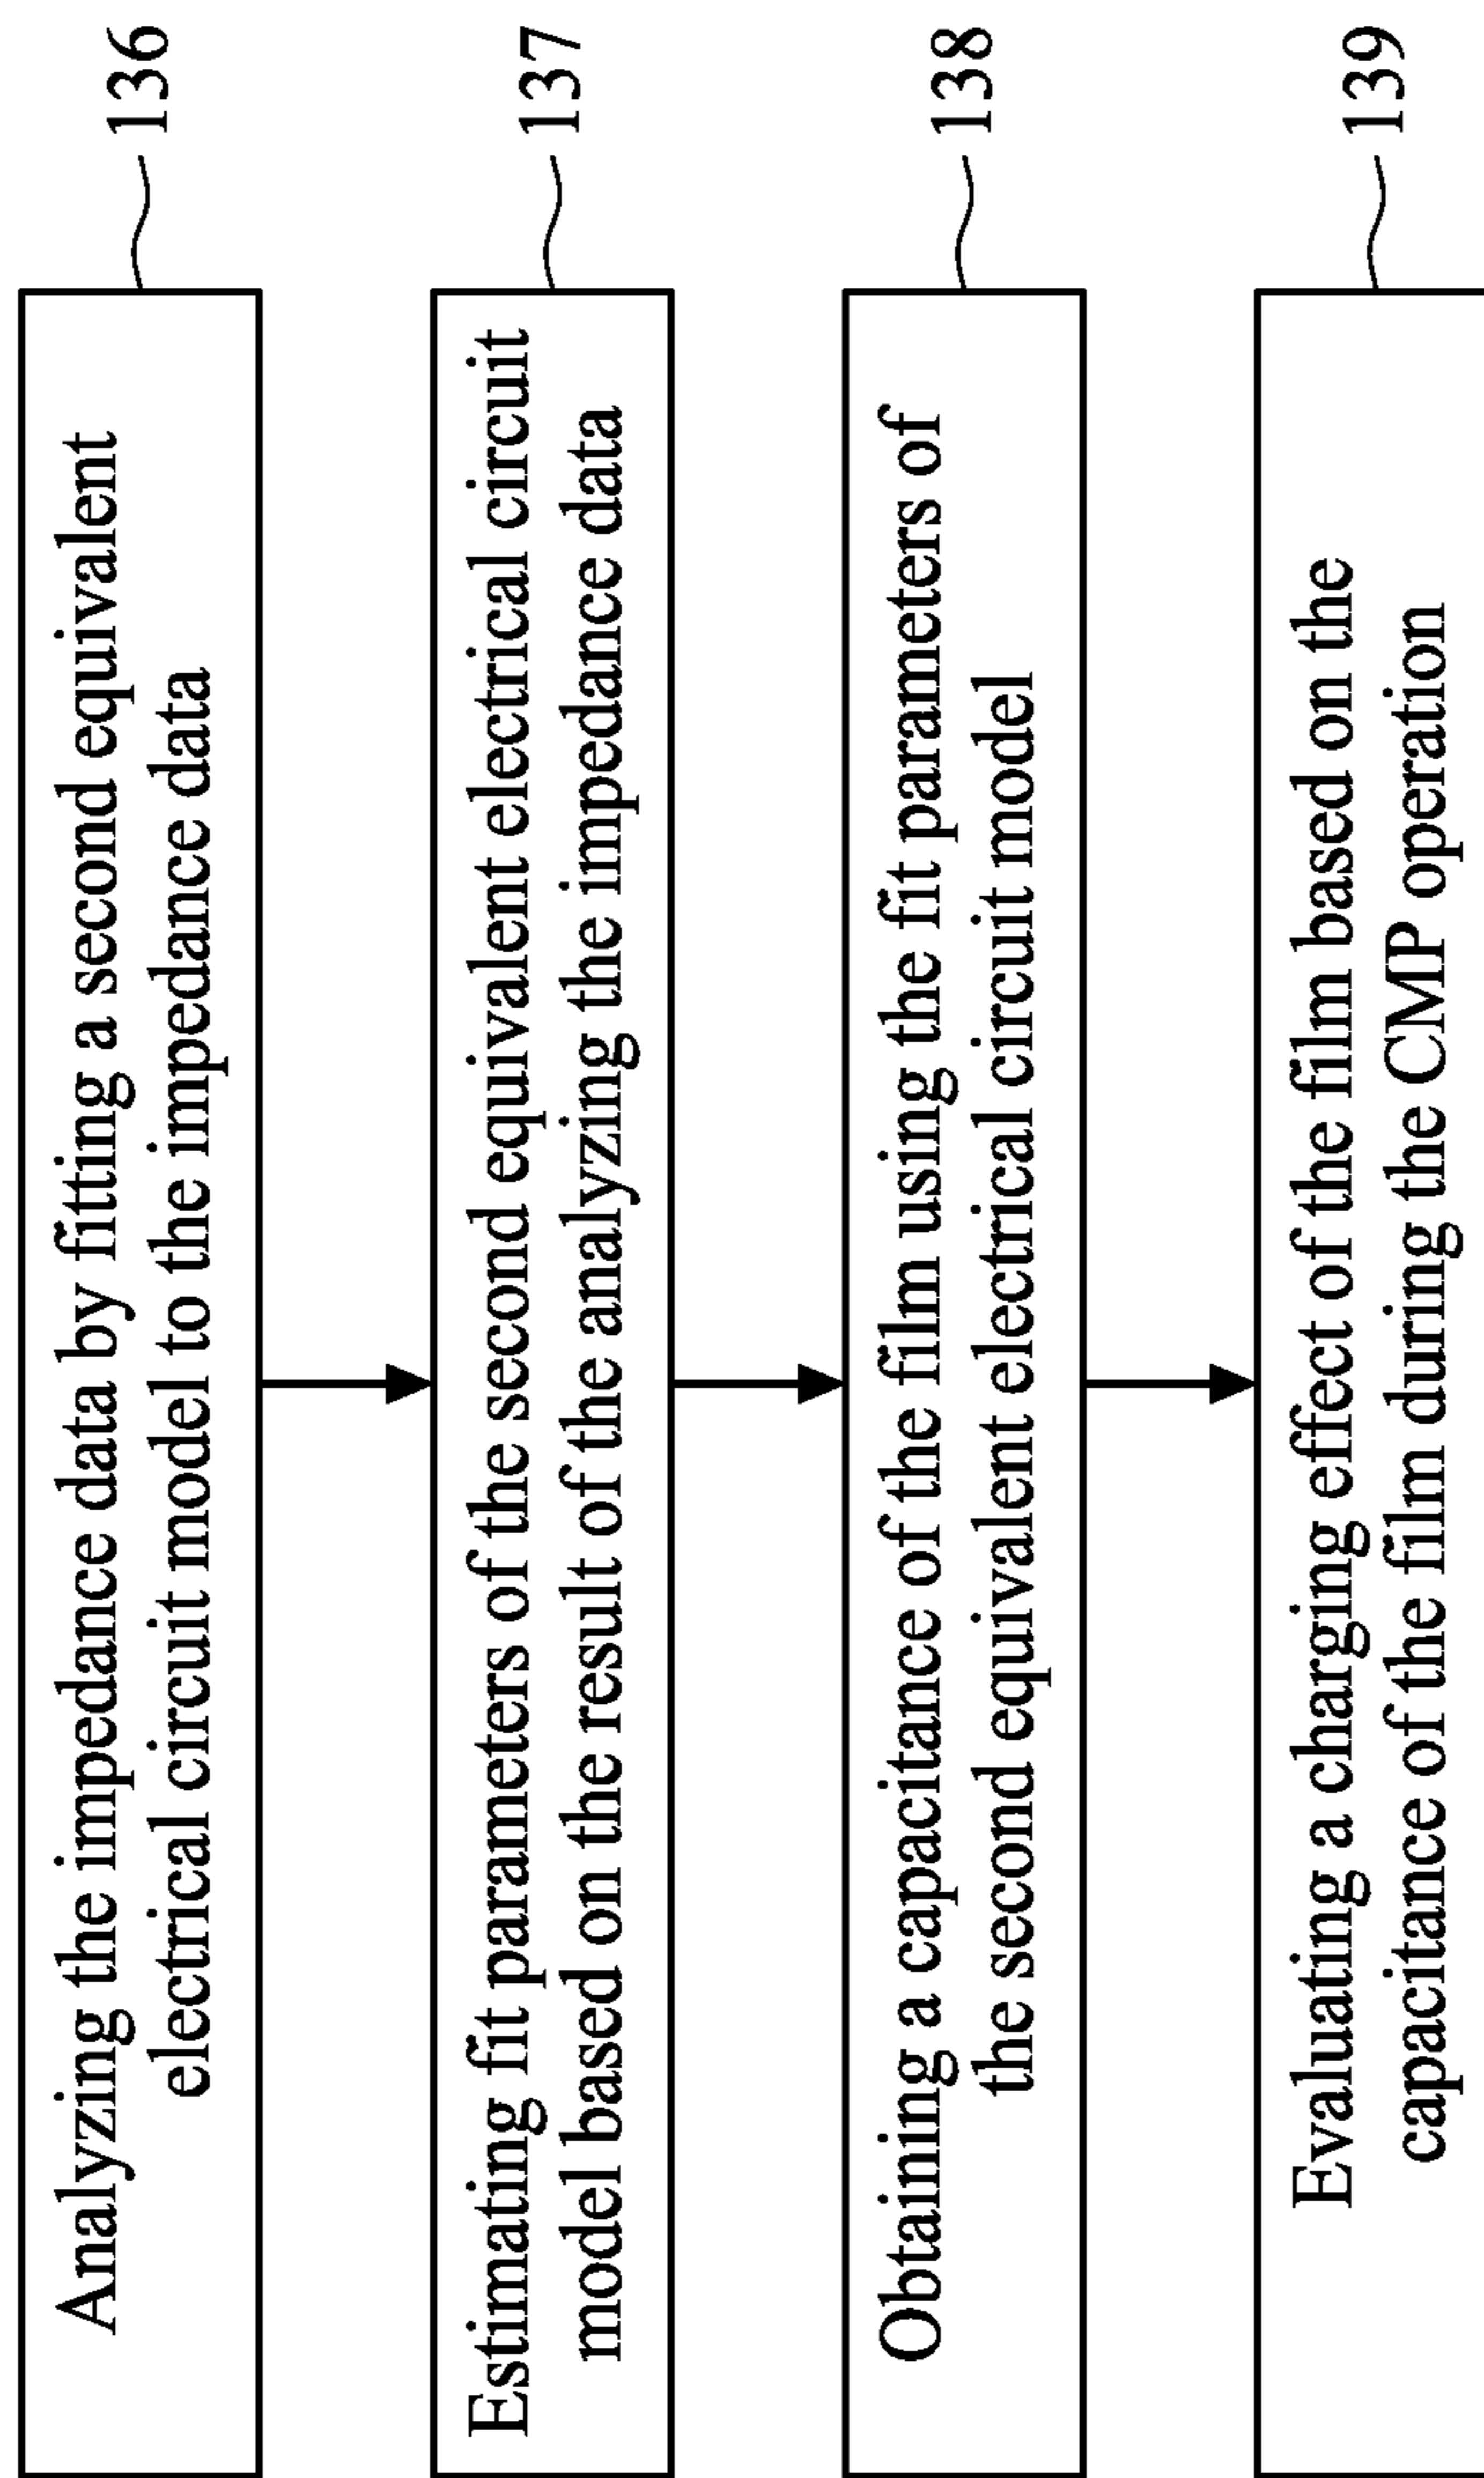 Analyzing the impedance data by fitting a second equivalent
electrical circuit model to the impedance data
136
Estimating fit parameters of the second equivalent electrical circuit
model based on the result of the analyzing the impedance data
137
Obtaining a capacitance of the film using the fit parameters of
the second equivalent electrical circuit model
138
Evaluating a charging effect of the film based on the
capacitance of the film during the CMP operation
139